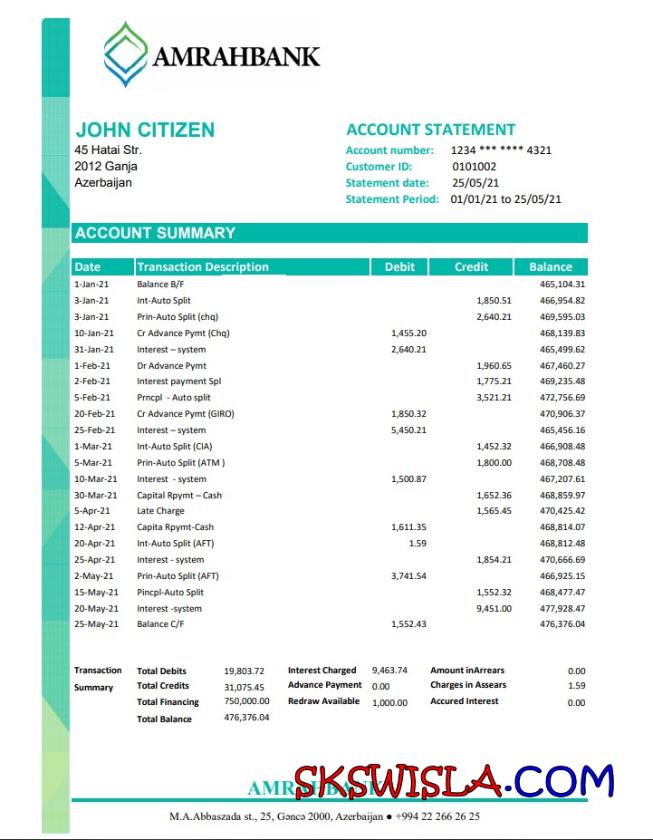 AMRAHBANK
JOHN CITIZEN
45 Hatai Str.
2012 Ganja
Azerbaijan
ACCOUNT STATEMENT
Account number: 1234 *** **** 4321
Customer ID: 0101002
Statement date: 25/05/21
Statement Period: 01/01/21 to 25/05/21
ACCOUNT SUMMARY
Date Transaction Description Debit Credit Balance
1-Jan-21 Balance B/F 465,104.31
3-Jan-21 Int-Auto Split 1,850.51 466,954.82
3-Jan-21 Prin-Auto Split (chq) 2,640.21 469,595.03
10-Jan-21 Cr Advance Pymt (Chq) 1,455.20 468,139.83
31-Jan-21 Interest – system 2,640.21 465,499.62
1-Feb-21 Dr Advance Pymt 1,960.65 467,460.27
2-Feb-21 Interest payment Spl 1,775.21 469,235.48
5-Feb-21 Prncpl - Auto split 3,521.21 472,756.69
20-Feb-21 Cr Advance Pymt (GIRO) 1,850.32 470,906.37
25-Feb-21 Interest – system 5,450.21 465,456.16
1-Mar-21 Int-Auto Split (CIA) 1,452.32 466,908.48
5-Mar-21 Prin-Auto Split (ATM ) 1,800.00 468,708.48
10-Mar-21 Interest - system 1,500.87 467,207.61
30-Mar-21 Capital Rpymt – Cash 1,652.36 468,859.97
5-Apr-21 Late Charge 1,565.45 470,425.42
12-Apr-21 Capita Rpymt-Cash 1,611.35 468,814.07
20-Apr-21 Int-Auto Split (AFT) 1.59 468,812.48
25-Apr-21 Interest - system 1,854.21 470,666.69
2-May-21 Prin-Auto Split (AFT) 3,741.54 466,925.15
15-May-21 Pincpl-Auto Split 1,552.32 468,477.47
20-May-21 Interest -system 9,451.00 477,928.47
25-May-21 Balance C/F 1,552.43 476,376.04
Transaction Total Debits 19,803.72 Interest Charged 9,463.74 Amount inArrears 0.00
Summary Total Credits 31,075.45 Advance Payment 0.00 Charges in Assears 1.59
Total Financing 750,000.00 Redraw Available 1,000.00 Accured Interest 0.00
Total Balance 476,376.04
AMRAHBANK
SKSWISLA.COM
M.A.Abbaszada st., 25, Gəncə 2000, Azerbaijan ● +994 22 266 26 25